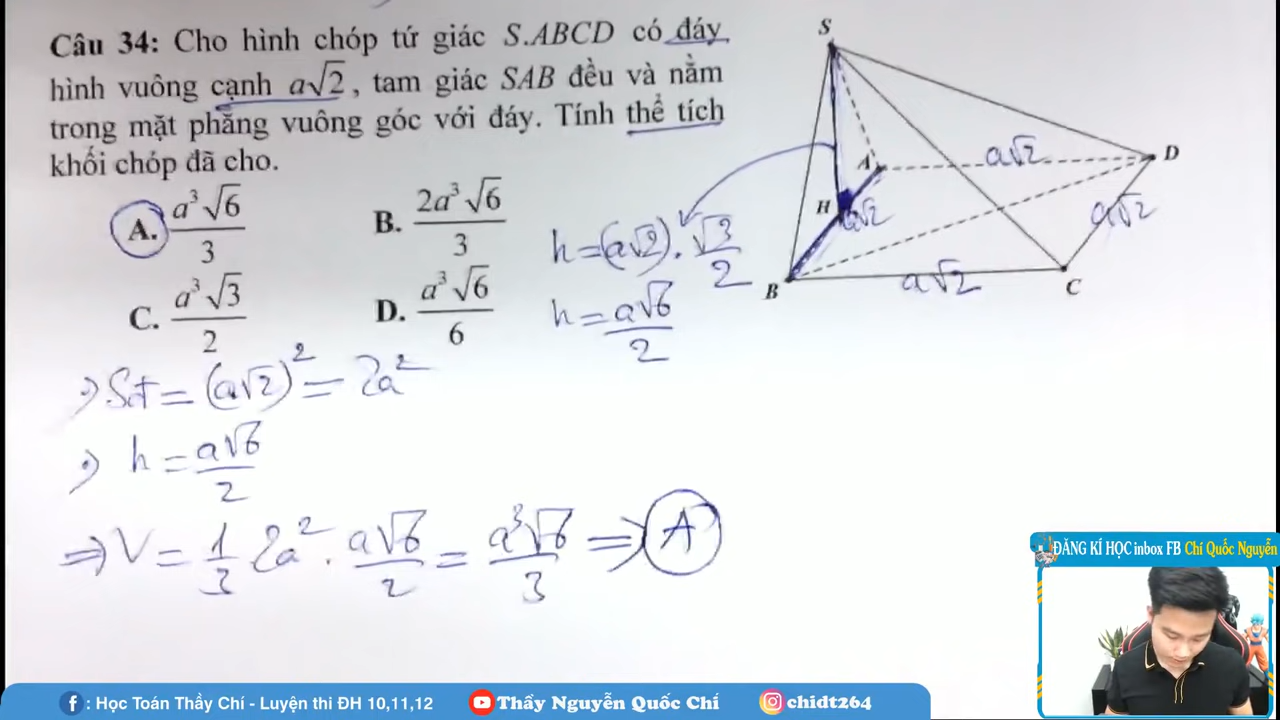 Câu 34: Cho hình chóp tứ giác S.ABCD có đáy
hình vuông cạnh a√2, tam giác SAB đều và nằm
trong mặt phẳng vuông góc với đáy. Tính thể tích
khối chóp đã cho.
A. a³√6/3
B. 2a³√6/3
C. a³√3/2
D. a³√6/6
S
A
a√2
D
H
a√2
a√2
B
a√2
C
h = (a√2) . √3/2
h = a√6/2
Sđ = (a√2)² = 2a²
h = a√6/2
⇒ V = 1/3 2a² . a√6/2 = a³√6/3 ⇒ A
ĐĂNG KÍ HỌC inbox FB Chí Quốc Nguyễn
f : Học Toán Thầy Chí - Luyện thi ĐH 10,11,12
Thầy Nguyễn Quốc Chí
chidt264